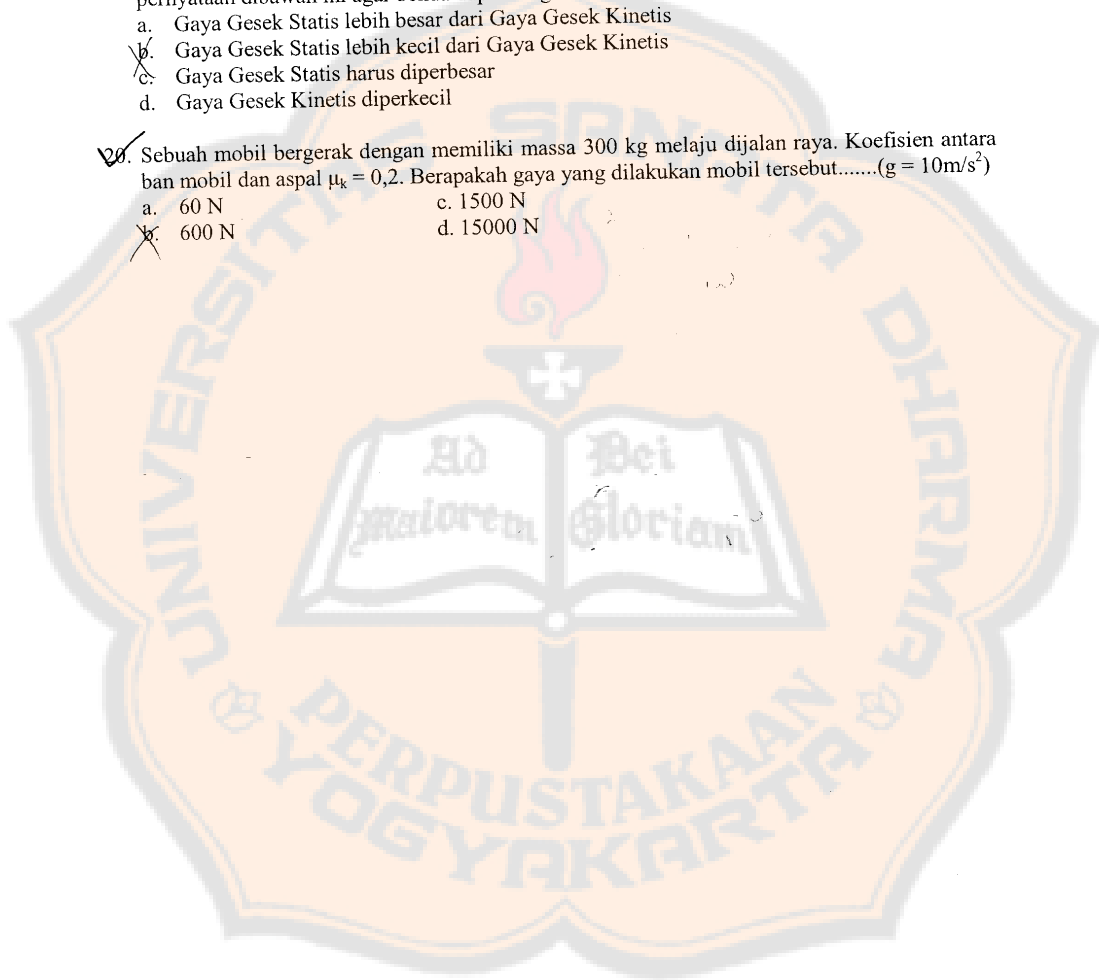 a. Gaya Gesek Statis lebih besar dari Gaya Gesek Kinetis
b. Gaya Gesek Statis lebih kecil dari Gaya Gesek Kinetis
c. Gaya Gesek Statis harus diperbesar
d. Gaya Gesek Kinetis diperkecil
20. Sebuah mobil bergerak dengan memiliki massa 300 kg melaju dijalan raya. Koefisien antara
ban mobil dan aspal μk = 0,2. Berapakah gaya yang dilakukan mobil tersebut.......(g = 10m/s²)
a. 60 N c. 1500 N
b. 600 N d. 15000 N
UNIVERSITAS SANATA DHARMA
Ad Dei
Maiorem Gloriam
PERPUSTAKAAN
YOGYAKARTA